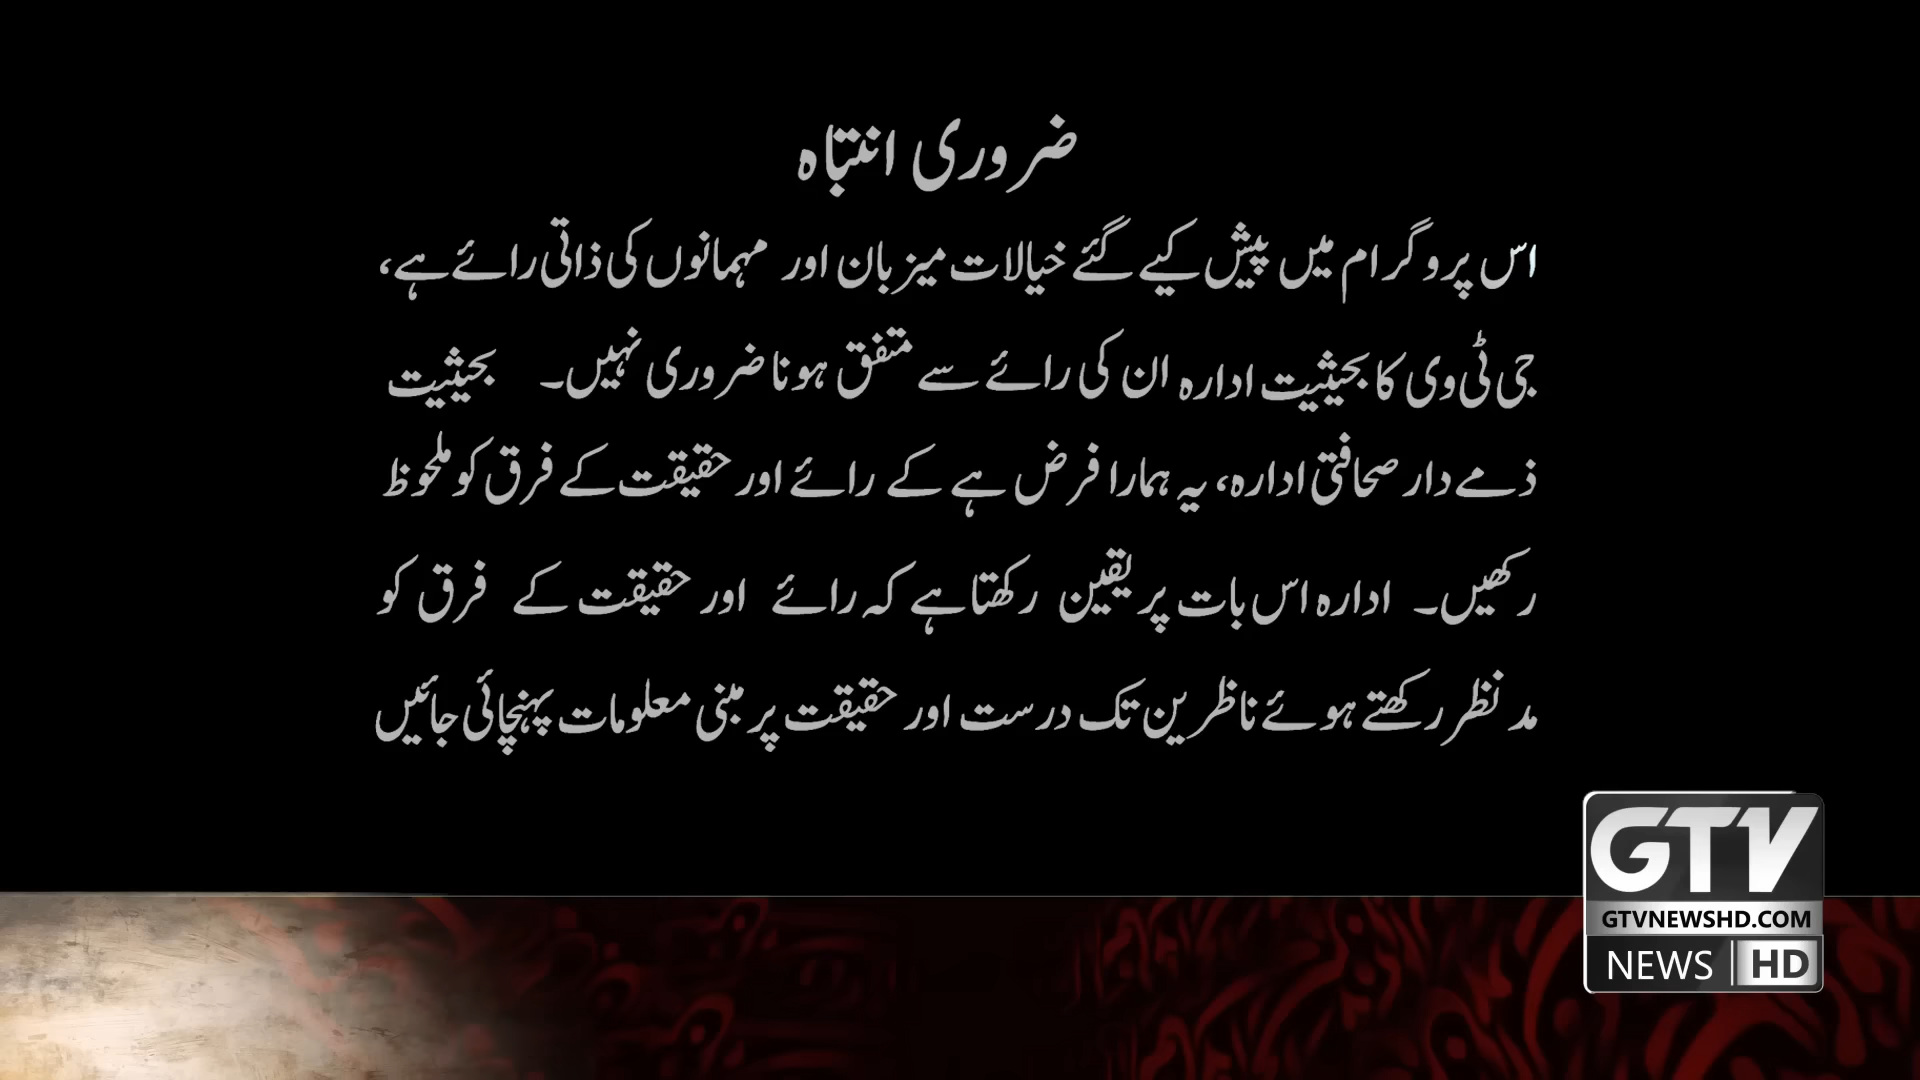 ضروری انتباہ
اس پروگرام میں پیش کیے گئے خیالات میزبان اور مہمانوں کی ذاتی رائے ہے،
جی ٹی وی کا بحیثیت ادارہ ان کی رائے سے متفق ہونا ضروری نہیں۔ بحیثیت
ذمے دار صحافتی ادارہ، یہ ہمارا فرض ہے کے رائے اور حقیقت کے فرق کو ملحوظ
رکھیں۔ ادارہ اس بات پر یقین رکھتا ہے کہ رائے اور حقیقت کے فرق کو
مد نظر رکھتے ہوئے ناظرین تک درست اور حقیقت پر مبنی معلومات پہنچائی جائیں
GTV
GTVNEWSHD.COM
NEWS HD